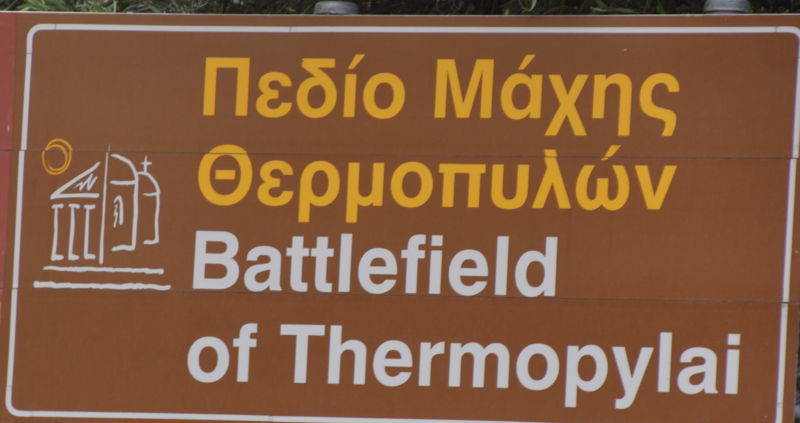 Πεδίο Μάχης
Θερμοπυλών
Battlefield
of Thermopylai